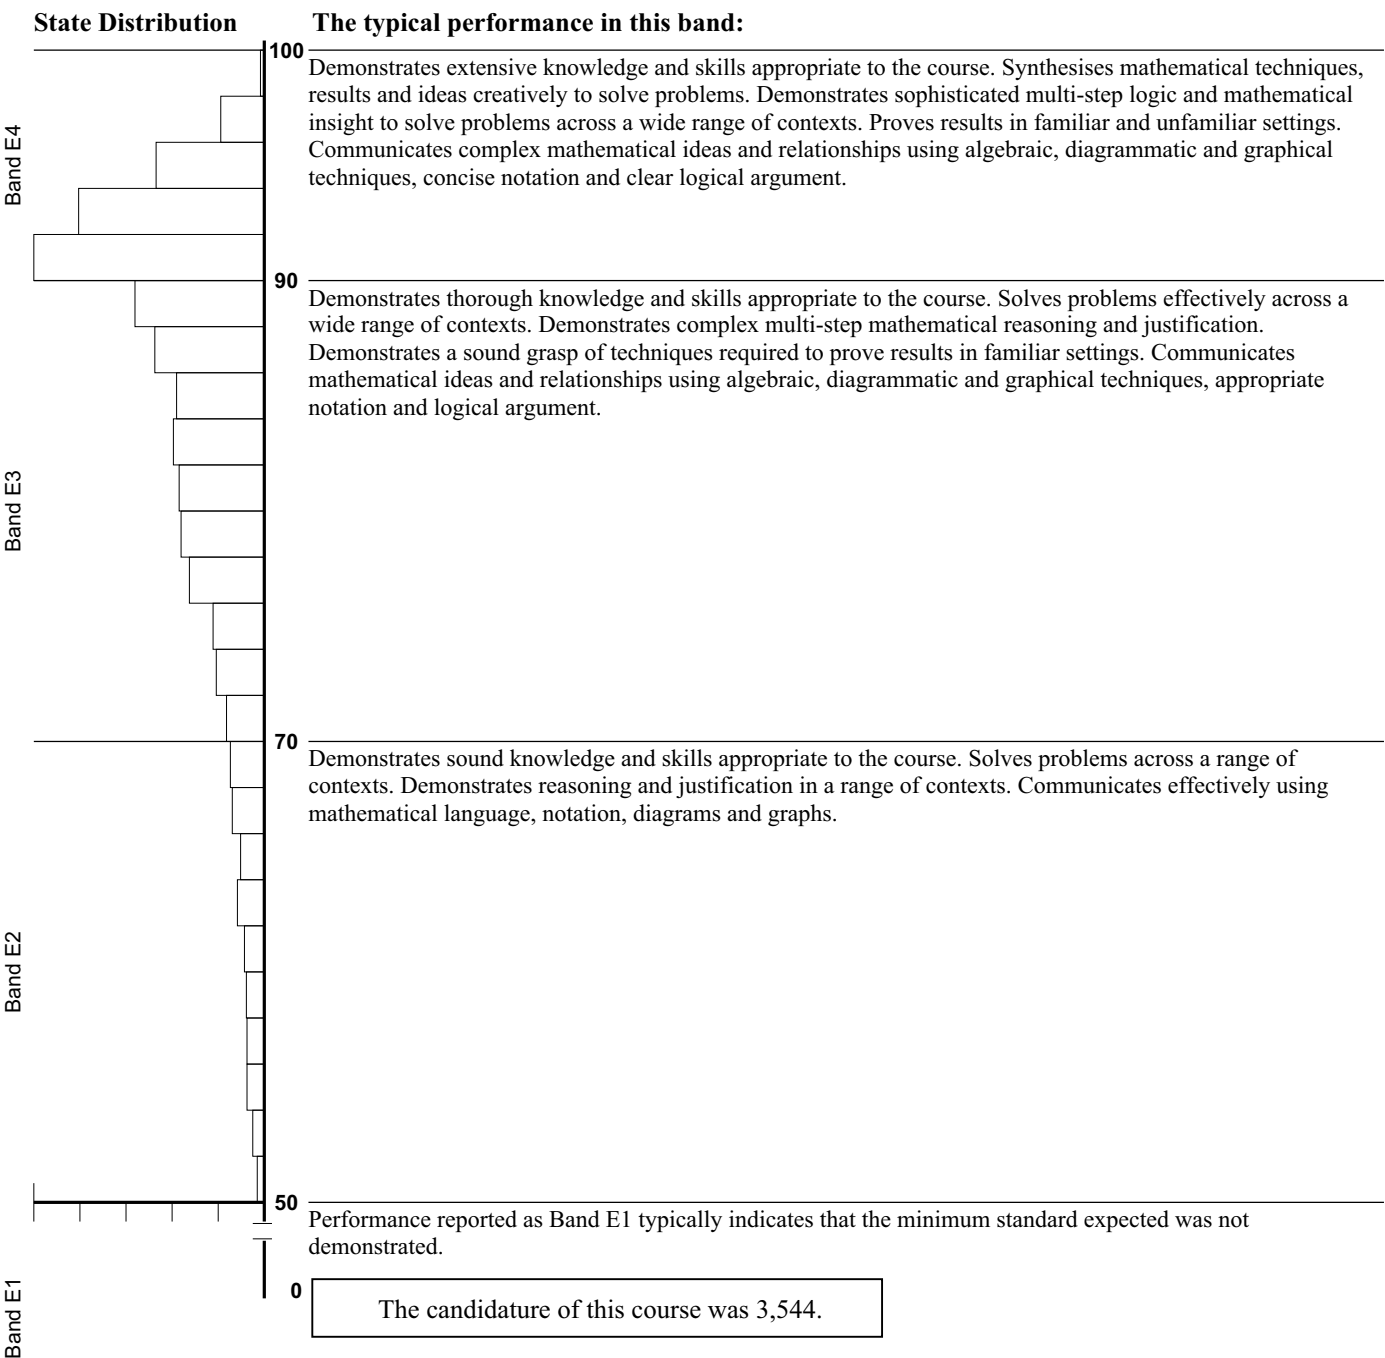 State Distribution
The typical performance in this band:
100
Demonstrates extensive knowledge and skills appropriate to the course. Synthesises mathematical techniques,
results and ideas creatively to solve problems. Demonstrates sophisticated multi-step logic and mathematical
insight to solve problems across a wide range of contexts. Proves results in familiar and unfamiliar settings.
Communicates complex mathematical ideas and relationships using algebraic, diagrammatic and graphical
techniques, concise notation and clear logical argument.
Band E4
90
Demonstrates thorough knowledge and skills appropriate to the course. Solves problems effectively across a
wide range of contexts. Demonstrates complex multi-step mathematical reasoning and justification.
Demonstrates a sound grasp of techniques required to prove results in familiar settings. Communicates
mathematical ideas and relationships using algebraic, diagrammatic and graphical techniques, appropriate
notation and logical argument.
Band E3
70
Demonstrates sound knowledge and skills appropriate to the course. Solves problems across a range of
contexts. Demonstrates reasoning and justification in a range of contexts. Communicates effectively using
mathematical language, notation, diagrams and graphs.
Band E2
50
Performance reported as Band E1 typically indicates that the minimum standard expected was not
demonstrated.
0
Band E1
The candidature of this course was 3,544.